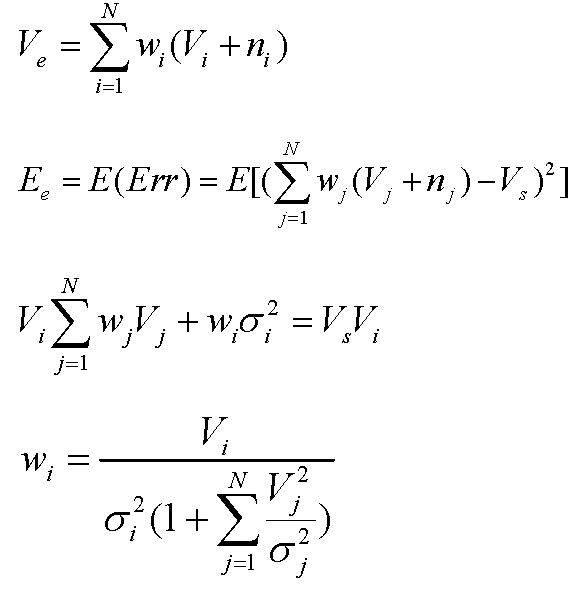 V_e = \sum_{i=1}^{N} w_i (V_i + n_i)
E_e = E(Err) = E[(\sum_{j=1}^{N} w_j (V_j + n_j) - V_s)^2]
V_i \sum_{j=1}^{N} w_j V_j + w_i \sigma_i^2 = V_s V_i
w_i = \frac{V_i}{\sigma_i^2 (1 + \sum_{j=1}^{N} \frac{V_j^2}{\sigma_j^2})}